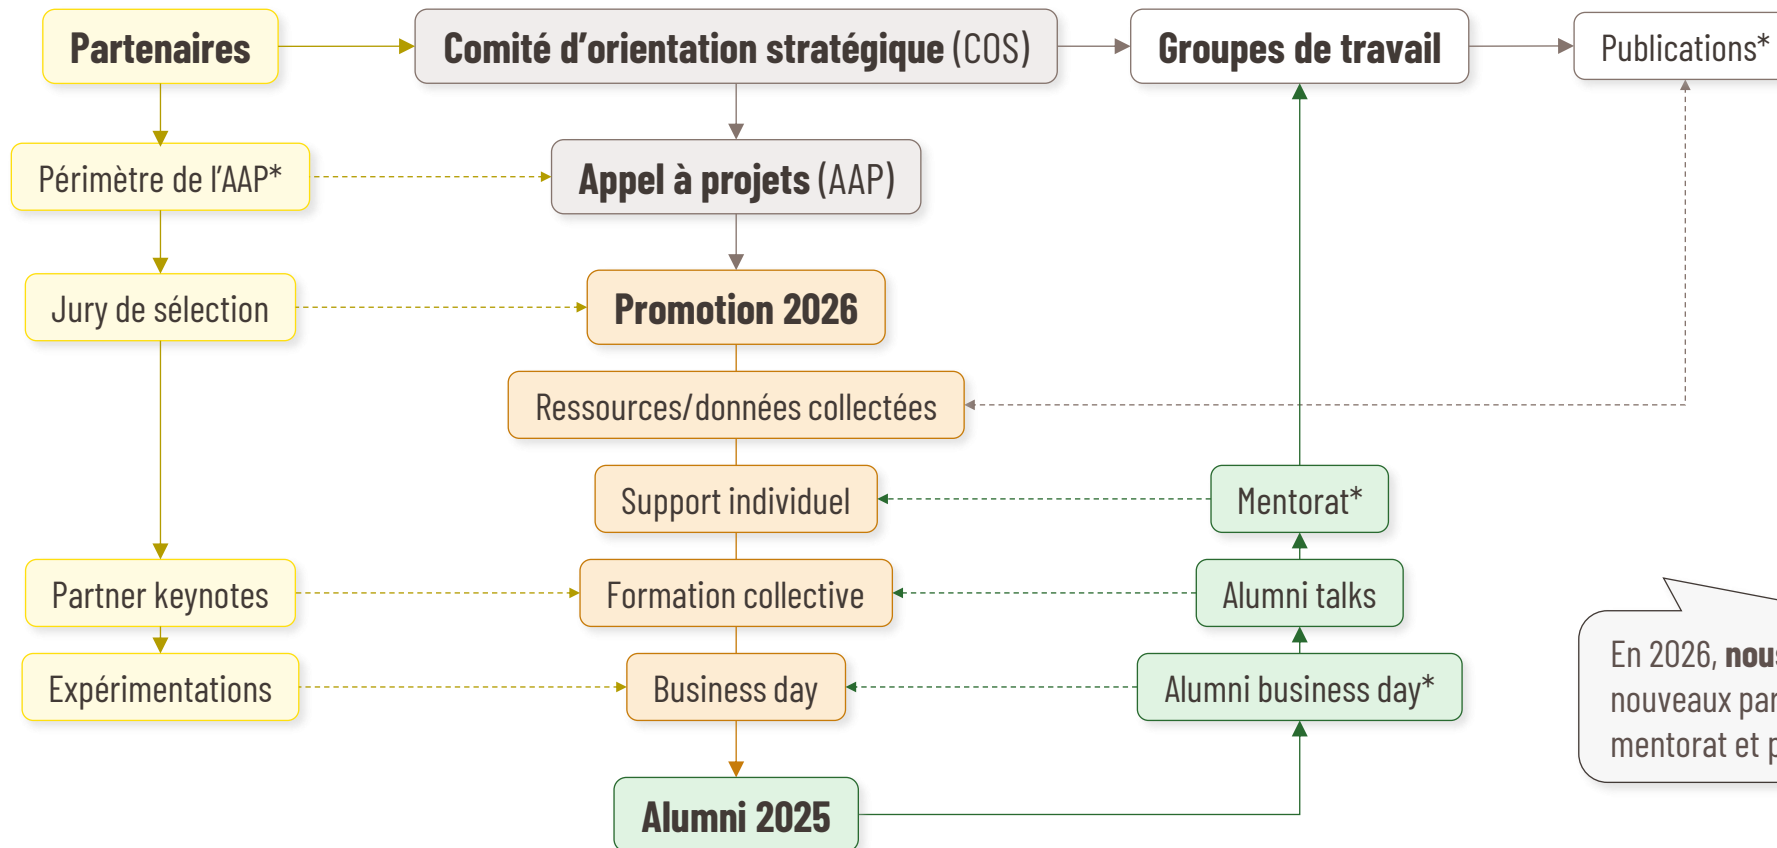 Partenaires
Comité d'orientation stratégique (COS)
Groupes de travail
Publications*
Périmètre de l'AAP*
Appel à projets (AAP)
Jury de sélection
Promotion 2026
Ressources/données collectées
Support individuel
Mentorat*
Partner keynotes
Formation collective
Alumni talks
Expérimentations
Business day
Alumni business day*
En 2026,
nouveaux
mentorat et
Alumni 2025